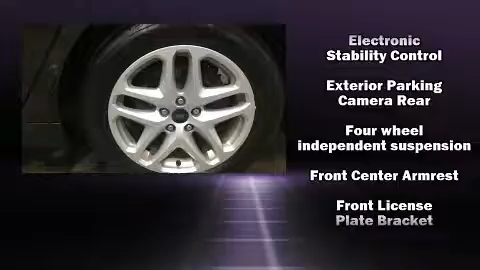 Electronic
Stability Control
Exterior Parking
Camera Rear
Four wheel
independent suspension
Front Center Armrest
Front License
Plate Bracket